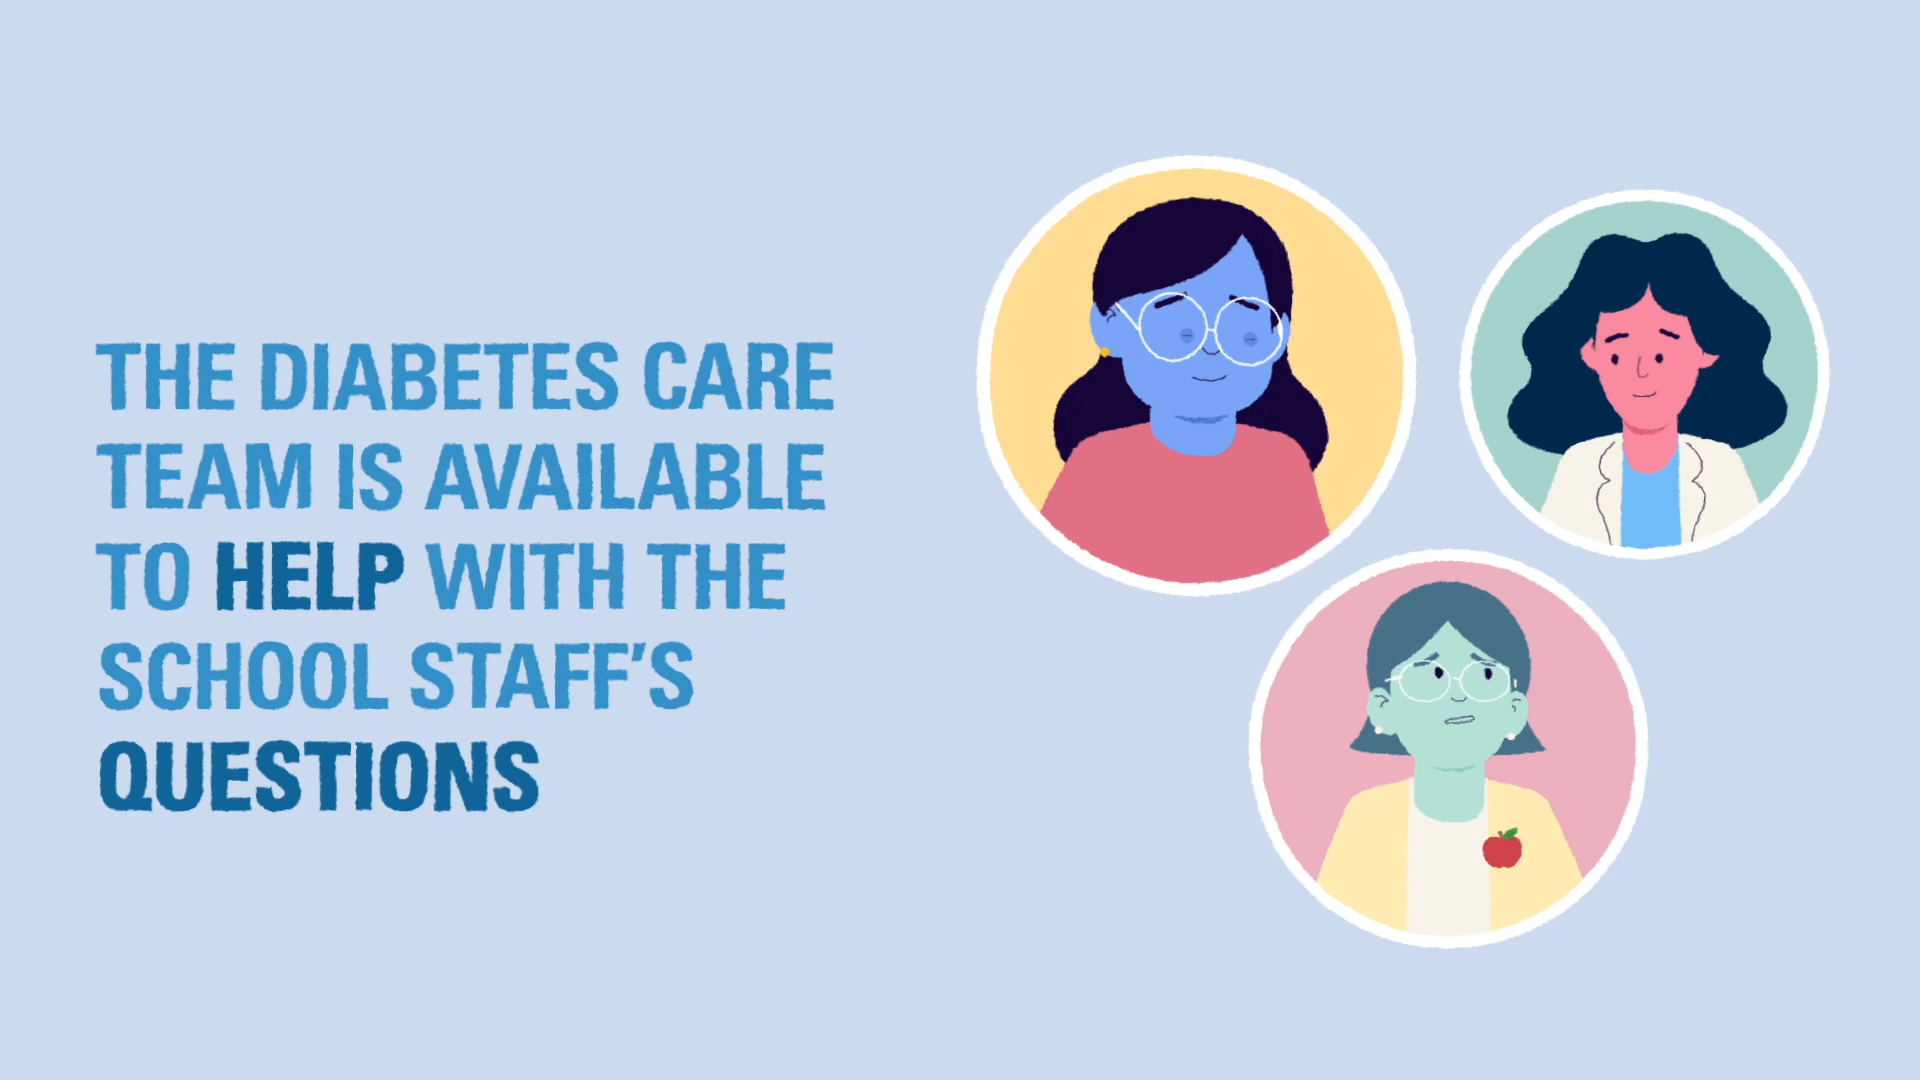 THE DIABETES CARE
TEAM IS AVAILABLE
TO HELP WITH THE
SCHOOL STAFF'S
QUESTIONS